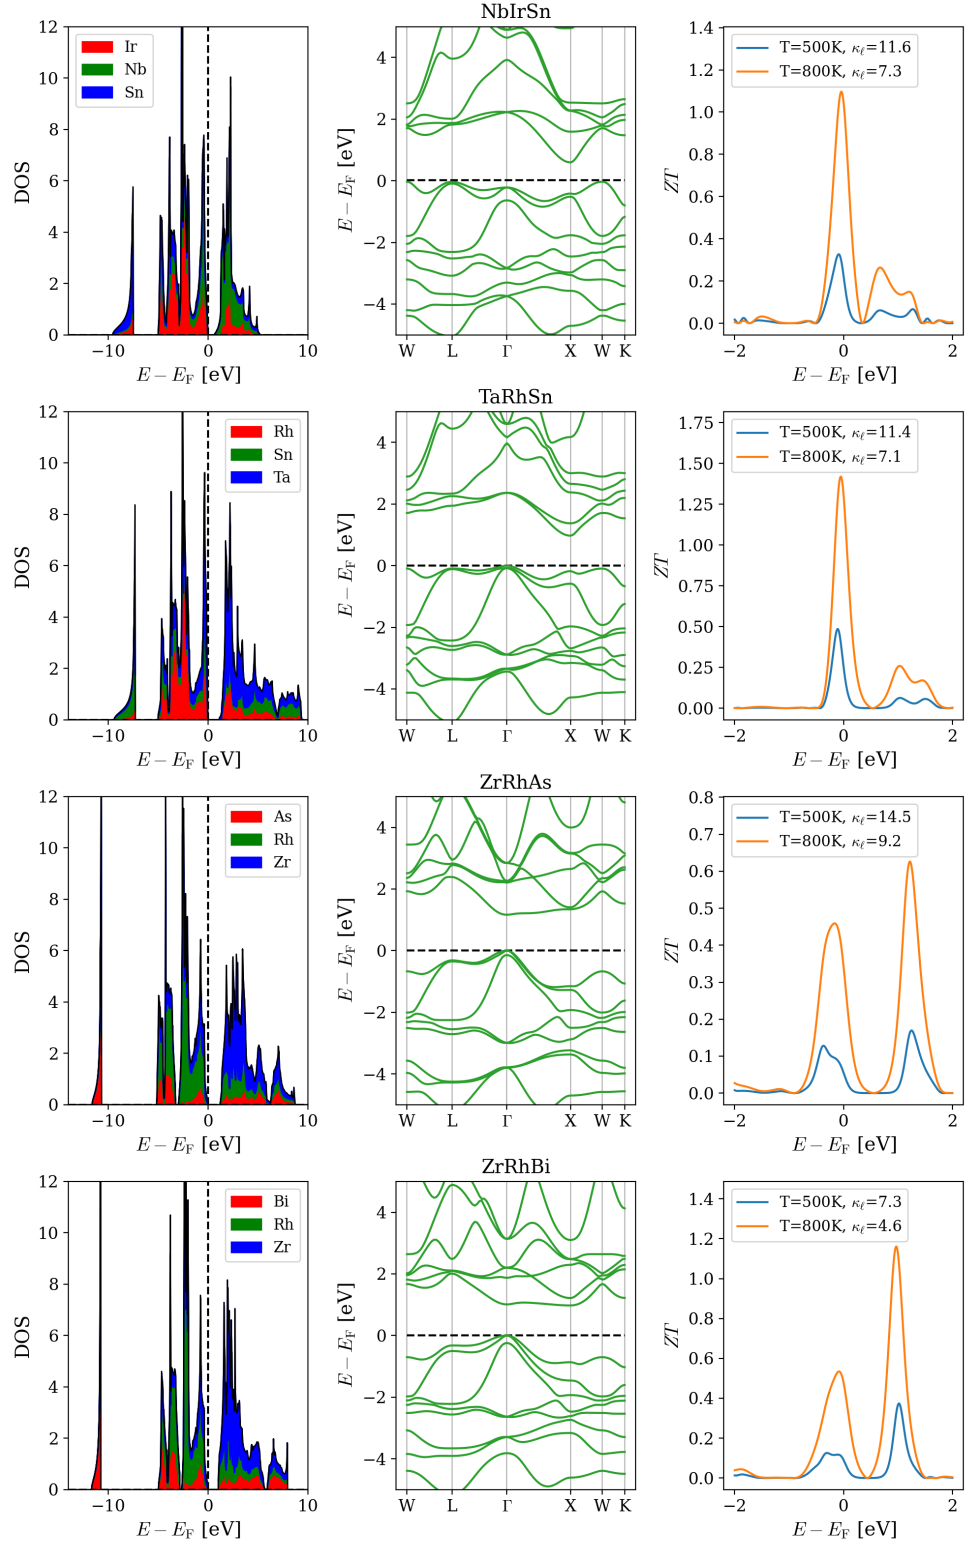 NbIrSn
12
10
8
6
4
2
0
DOS
Ir
Nb
Sn
−10
0
10
E − E_F [eV]
4
2
0
−2
−4
E − E_F [eV]
W
L
Γ
X
W
K
1.4
1.2
1.0
0.8
0.6
0.4
0.2
0.0
ZT
T=500K, κ_ℓ=11.6
T=800K, κ_ℓ=7.3
−2
0
2
E − E_F [eV]
TaRhSn
12
10
8
6
4
2
0
DOS
Rh
Sn
Ta
−10
0
10
E − E_F [eV]
4
2
0
−2
−4
E − E_F [eV]
W
L
Γ
X
W
K
1.75
1.50
1.25
1.00
0.75
0.50
0.25
0.00
ZT
T=500K, κ_ℓ=11.4
T=800K, κ_ℓ=7.1
−2
0
2
E − E_F [eV]
ZrRhAs
12
10
8
6
4
2
0
DOS
As
Rh
Zr
−10
0
10
E − E_F [eV]
4
2
0
−2
−4
E − E_F [eV]
W
L
Γ
X
W
K
0.8
0.7
0.6
0.5
0.4
0.3
0.2
0.1
0.0
ZT
T=500K, κ_ℓ=14.5
T=800K, κ_ℓ=9.2
−2
0
2
E − E_F [eV]
ZrRhBi
12
10
8
6
4
2
0
DOS
Bi
Rh
Zr
−10
0
10
E − E_F [eV]
4
2
0
−2
−4
E − E_F [eV]
W
L
Γ
X
W
K
1.4
1.2
1.0
0.8
0.6
0.4
0.2
0.0
ZT
T=500K, κ_ℓ=7.3
T=800K, κ_ℓ=4.6
−2
0
2
E − E_F [eV]